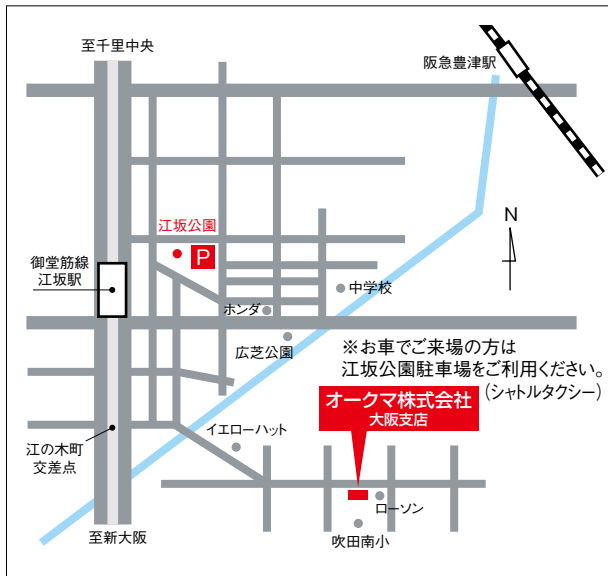 至千里中央
阪急豊津駅
N
江坂公園
P
御堂筋線
江坂駅
中学校
ホンダ
広芝公園
※お車でご来場の方は
江坂公園駐車場をご利用ください。
(シャトルタクシー)
オークマ株式会社
大阪支店
イエローハット
江の木町
交差点
ローソン
吹田南小
至新大阪